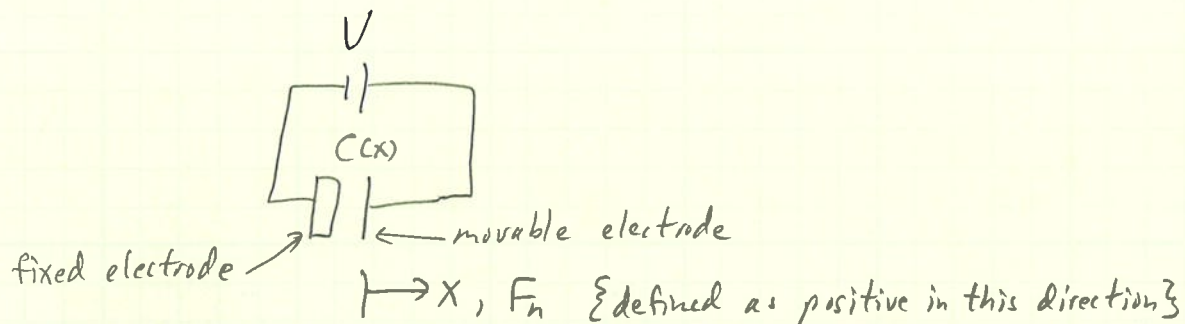 V
C(x)
movable electrode
fixed electrode
x, Fn {defined as positive in this direction}